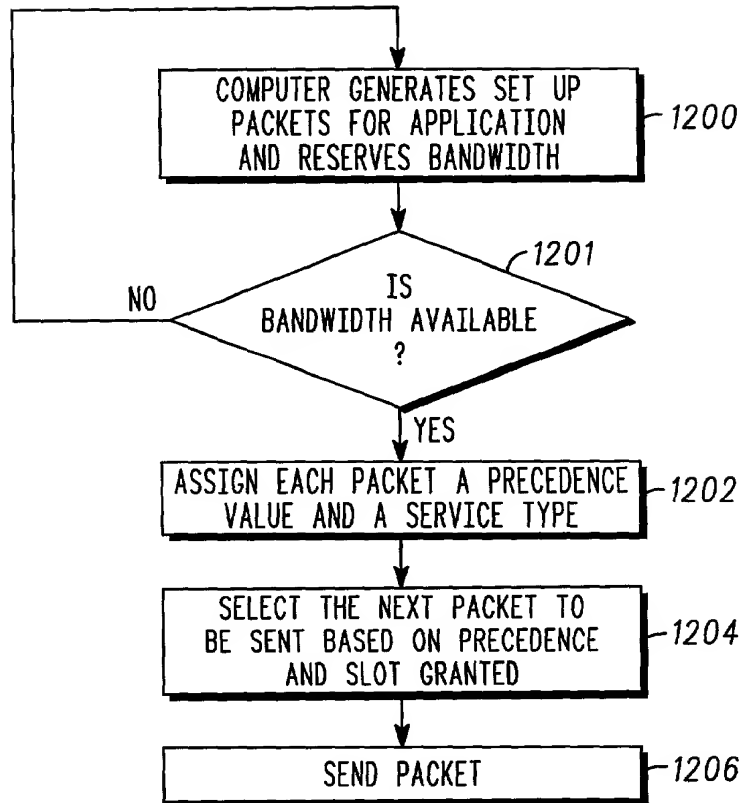 COMPUTER GENERATES SET UP
PACKETS FOR APPLICATION
AND RESERVES BANDWIDTH
1200
1201
IS
BANDWIDTH AVAILABLE
?
NO
YES
ASSIGN EACH PACKET A PRECEDENCE
VALUE AND A SERVICE TYPE
1202
SELECT THE NEXT PACKET TO
BE SENT BASED ON PRECEDENCE
AND SLOT GRANTED
1204
SEND PACKET
1206